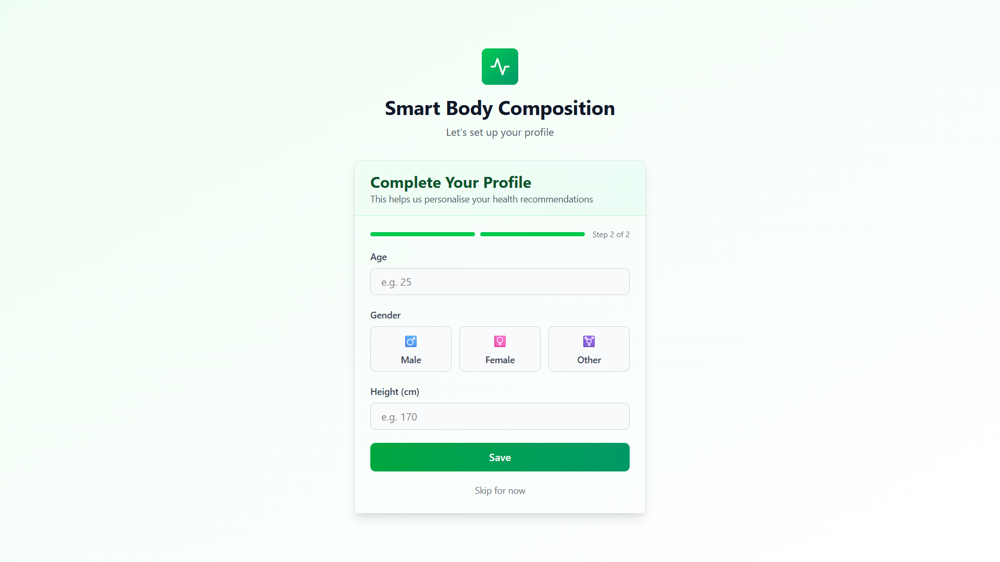 Smart Body Composition
Let's set up your profile
Complete Your Profile
This helps us personalise your health recommendations
Step 2 of 2
Age
e.g. 25
Gender
Male
Female
Other
Height (cm)
e.g. 170
Save
Skip for now